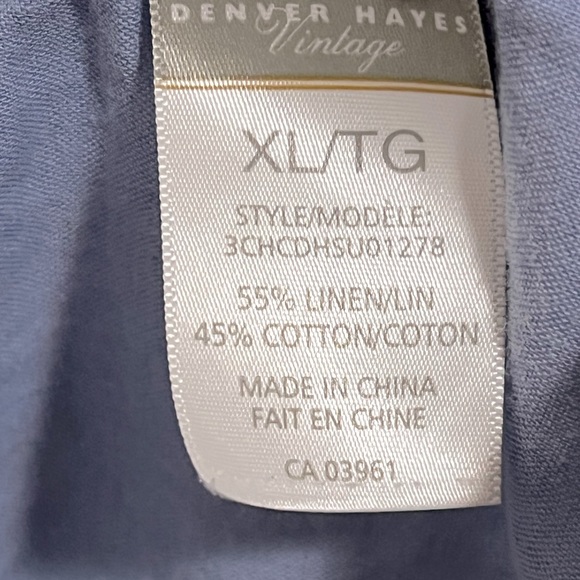 DENVER HAYES
Vintage
XL/TG
STYLE/MODÈLE:
3CHCDHSU01278
55% LINEN/LIN
45% COTTON/COTON
MADE IN CHINA
FAIT EN CHINE
CA 03961